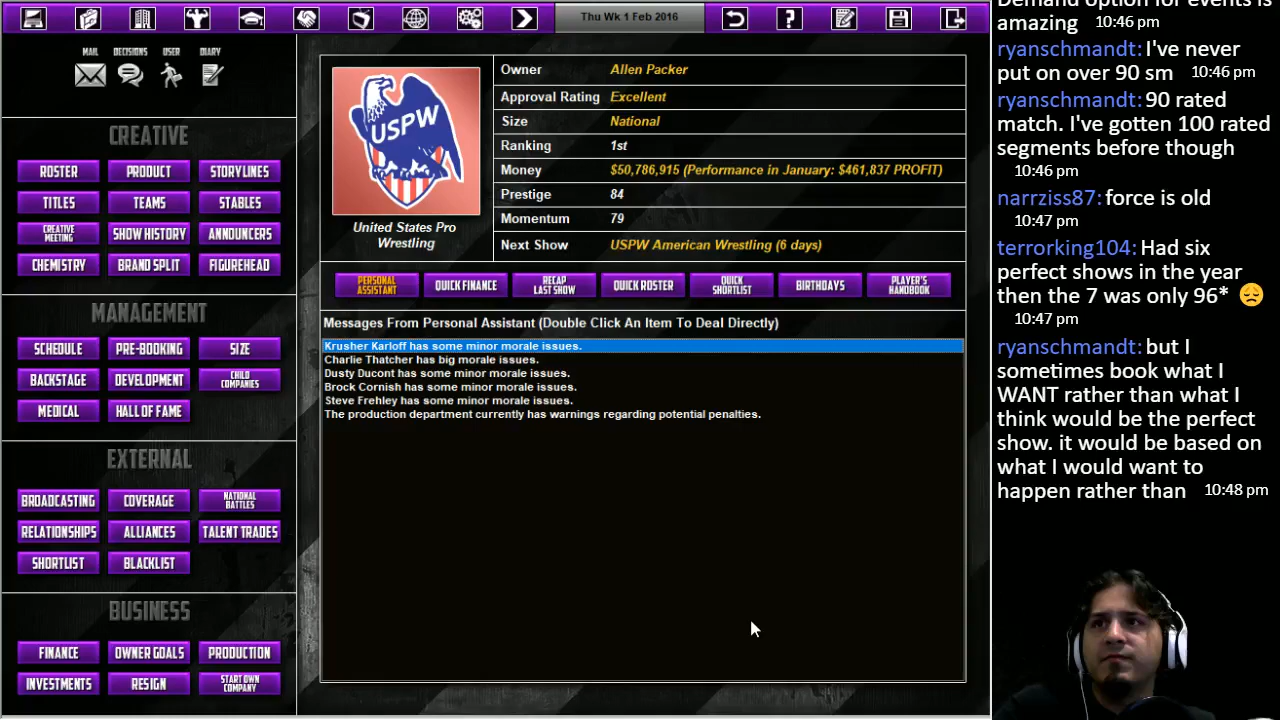 Thu Wk 1 Feb 2016
MAIL
DECISIONS
USER
DIARY
CREATIVE
ROSTER
PRODUCT
STORYLINES
TITLES
TEAMS
STABLES
CREATIVE MEETING
SHOW HISTORY
ANNOUNCERS
CHEMISTRY
BRAND SPLIT
FIGUREHEAD
MANAGEMENT
SCHEDULE
PRE-BOOKING
SIZE
BACKSTAGE
DEVELOPMENT
CHILD COMPANIES
MEDICAL
HALL OF FAME
EXTERNAL
BROADCASTING
COVERAGE
NATIONAL BATTLES
RELATIONSHIPS
ALLIANCES
TALENT TRADES
SHORTLIST
BLACKLIST
BUSINESS
FINANCE
OWNER GOALS
PRODUCTION
INVESTMENTS
RESIGN
START OWN COMPANY
USPW
United States Pro
Wrestling
Owner Allen Packer
Approval Rating Excellent
Size National
Ranking 1st
Money $50,786,915 (Performance in January: $461,837 PROFIT)
Prestige 84
Momentum 79
Next Show USPW American Wrestling (6 days)
PERSONAL ASSISTANT
QUICK FINANCE
RECAP LAST SHOW
QUICK ROSTER
QUICK SHORTLIST
BIRTHDAYS
PLAYER'S HANDBOOK
Messages From Personal Assistant (Double Click An Item To Deal Directly)
Krusher Karloff has some minor morale issues.
Charlie Thatcher has big morale issues.
Dusty Ducont has some minor morale issues.
Brock Cornish has some minor morale issues.
Steve Frehley has some minor morale issues.
The production department currently has warnings regarding potential penalties.
Demand option for events is
amazing 10:46 pm
ryanschmandt: I've never
put on over 90 sm 10:46 pm
ryanschmandt: 90 rated
match. I've gotten 100 rated
segments before though
10:46 pm
narrziss87: force is old
10:47 pm
terrorking104: Had six
perfect shows in the year
then the 7 was only 96* 😔
10:47 pm
ryanschmandt: but I
sometimes book what I
WANT rather than what I
think would be the perfect
show. it would be based on
what I would want to
happen rather than 10:48 pm